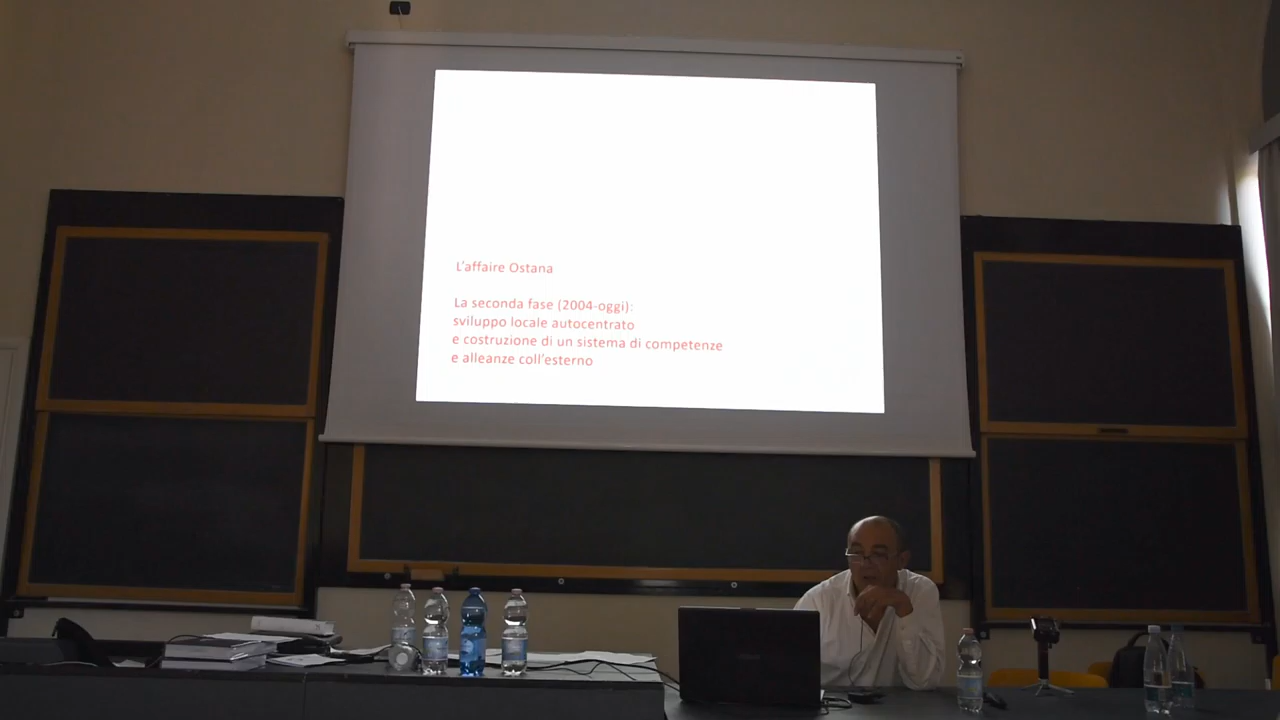 L'affaire Ostana
La seconda fase (2004-oggi):
sviluppo locale autocentrato
e costruzione di un sistema di competenze
e alleanze coll'esterno